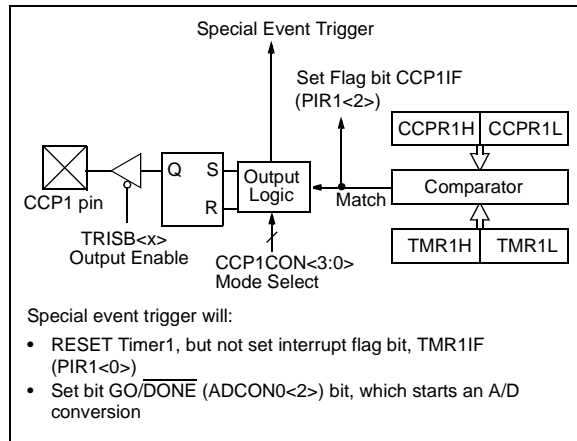 Special Event Trigger
Set Flag bit CCP1IF
(PIR1<2>)
CCPR1H CCPR1L
Q S
R
Output
Logic
Match
Comparator
CCP1 pin
TRISB<x>
Output Enable
CCP1CON<3:0>
Mode Select
TMR1H TMR1L
Special event trigger will:
• RESET Timer1, but not set interrupt flag bit, TMR1IF
(PIR1<0>)
• Set bit GO/DONE (ADCON0<2>) bit, which starts an A/D
conversion